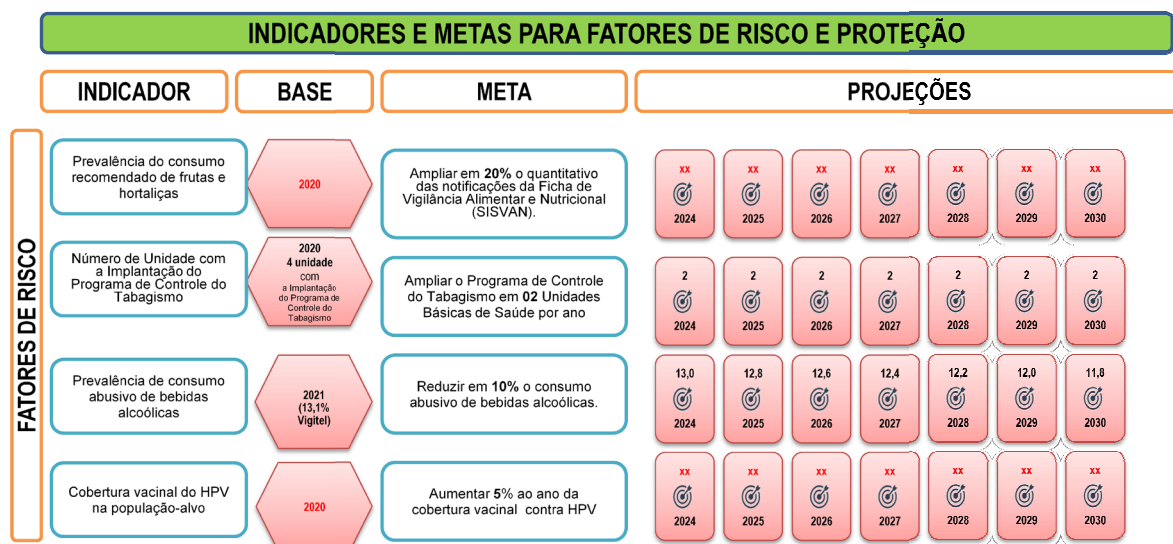 INDICADORES E METAS PARA FATORES DE RISCO E PROTEÇÃO
INDICADOR
BASE
META
PROJEÇÕES
FATORES DE RISCO
Prevalência do consumo
recomendado de frutas e
hortaliças
2020
Ampliar em 20% o quantitativo
das notificações da Ficha de
Vigilância Alimentar e Nutricional
(SISVAN).
xx xx xx xx xx xx xx
2024 2025 2026 2027 2028 2029 2030
Número de Unidade com
a Implantação do
Programa de Controle do
Tabagismo
2020
4 unidade
com
a Implantação
do Programa de
Controle do
Tabagismo
Ampliar o Programa de Controle
do Tabagismo em 02 Unidades
Básicas de Saúde por ano
2 2 2 2 2 2 2
2024 2025 2026 2027 2028 2029 2030
Prevalência de consumo
abusivo de bebidas
alcoólicas
2021
(13,1%
Vigitel)
Reduzir em 10% o consumo
abusivo de bebidas alcoólicas.
13,0 12,8 12,6 12,4 12,2 12,0 11,8
2024 2025 2026 2027 2028 2029 2030
Cobertura vacinal do HPV
na população-alvo
2020
Aumentar 5% ao ano da
cobertura vacinal contra HPV
xx xx xx xx xx xx xx
2024 2025 2026 2027 2028 2029 2030